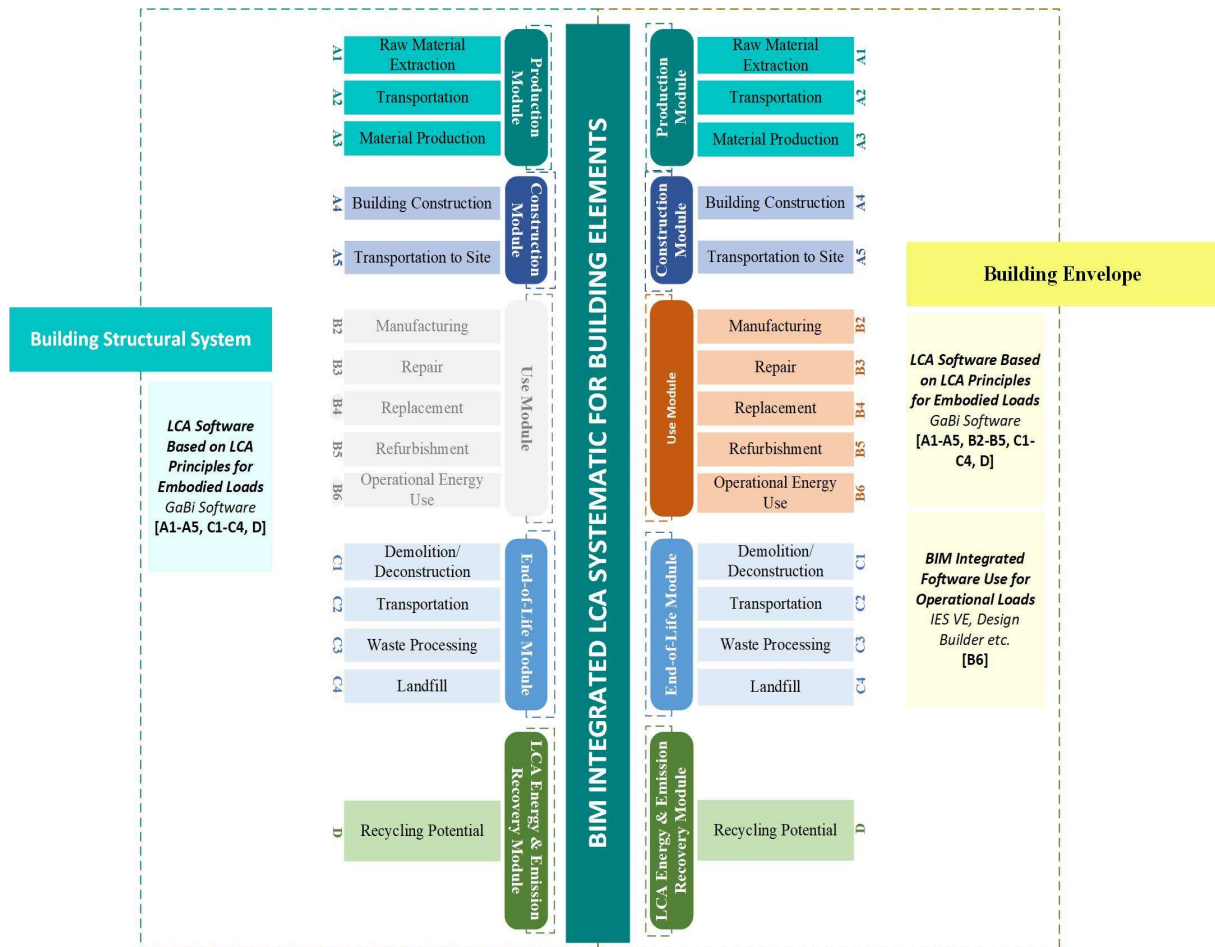 Building Structural System
LCA Software
Based on LCA
Principles for
Embodied Loads
GaBi Software
[A1-A5, C1-C4, D]
A1
Raw Material
Extraction
A2
Transportation
A3
Material Production
Production
Module
A4
Building Construction
A5
Transportation to Site
Construction
Module
B2
Manufacturing
B3
Repair
B4
Replacement
B5
Refurbishment
B6
Operational Energy
Use
Use Module
C1
Demolition/
Deconstruction
C2
Transportation
C3
Waste Processing
C4
Landfill
End-of-Life Module
D
Recycling Potential
LCA Energy & Emission
Recovery Module
BIM INTEGRATED LCA SYSTEMATIC FOR BUILDING ELEMENTS
Production
Module
Raw Material
Extraction
A1
Transportation
A2
Material Production
A3
Construction
Module
Building Construction
A4
Transportation to Site
A5
Use Module
Manufacturing
B2
Repair
B3
Replacement
B4
Refurbishment
B5
Operational Energy
Use
B6
End-of-Life Module
Demolition/
Deconstruction
C1
Transportation
C2
Waste Processing
C3
Landfill
C4
LCA Energy & Emission
Recovery Module
Recycling Potential
D
Building Envelope
LCA Software Based
on LCA Principles
for Embodied Loads
GaBi Software
[A1-A5, B2-B5, C1-
C4, D]
BIM Integrated
Foftware Use for
Operational Loads
IES VE, Design
Builder etc.
[B6]